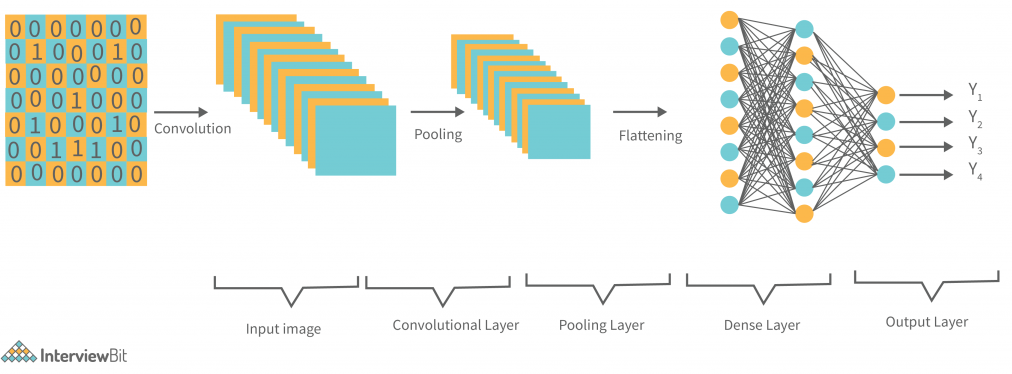 0 0 0 0 0 0 0
0 1 0 0 0 1 0
0 0 0 0 0 0 0
0 0 0 1 0 0 0
0 1 0 0 0 1 0
0 0 1 1 1 0 0
0 0 0 0 0 0 0
Convolution
Pooling
Flattening
Y1
Y2
Y3
Y4
Input image
Convolutional Layer
Pooling Layer
Dense Layer
Output Layer
InterviewBit